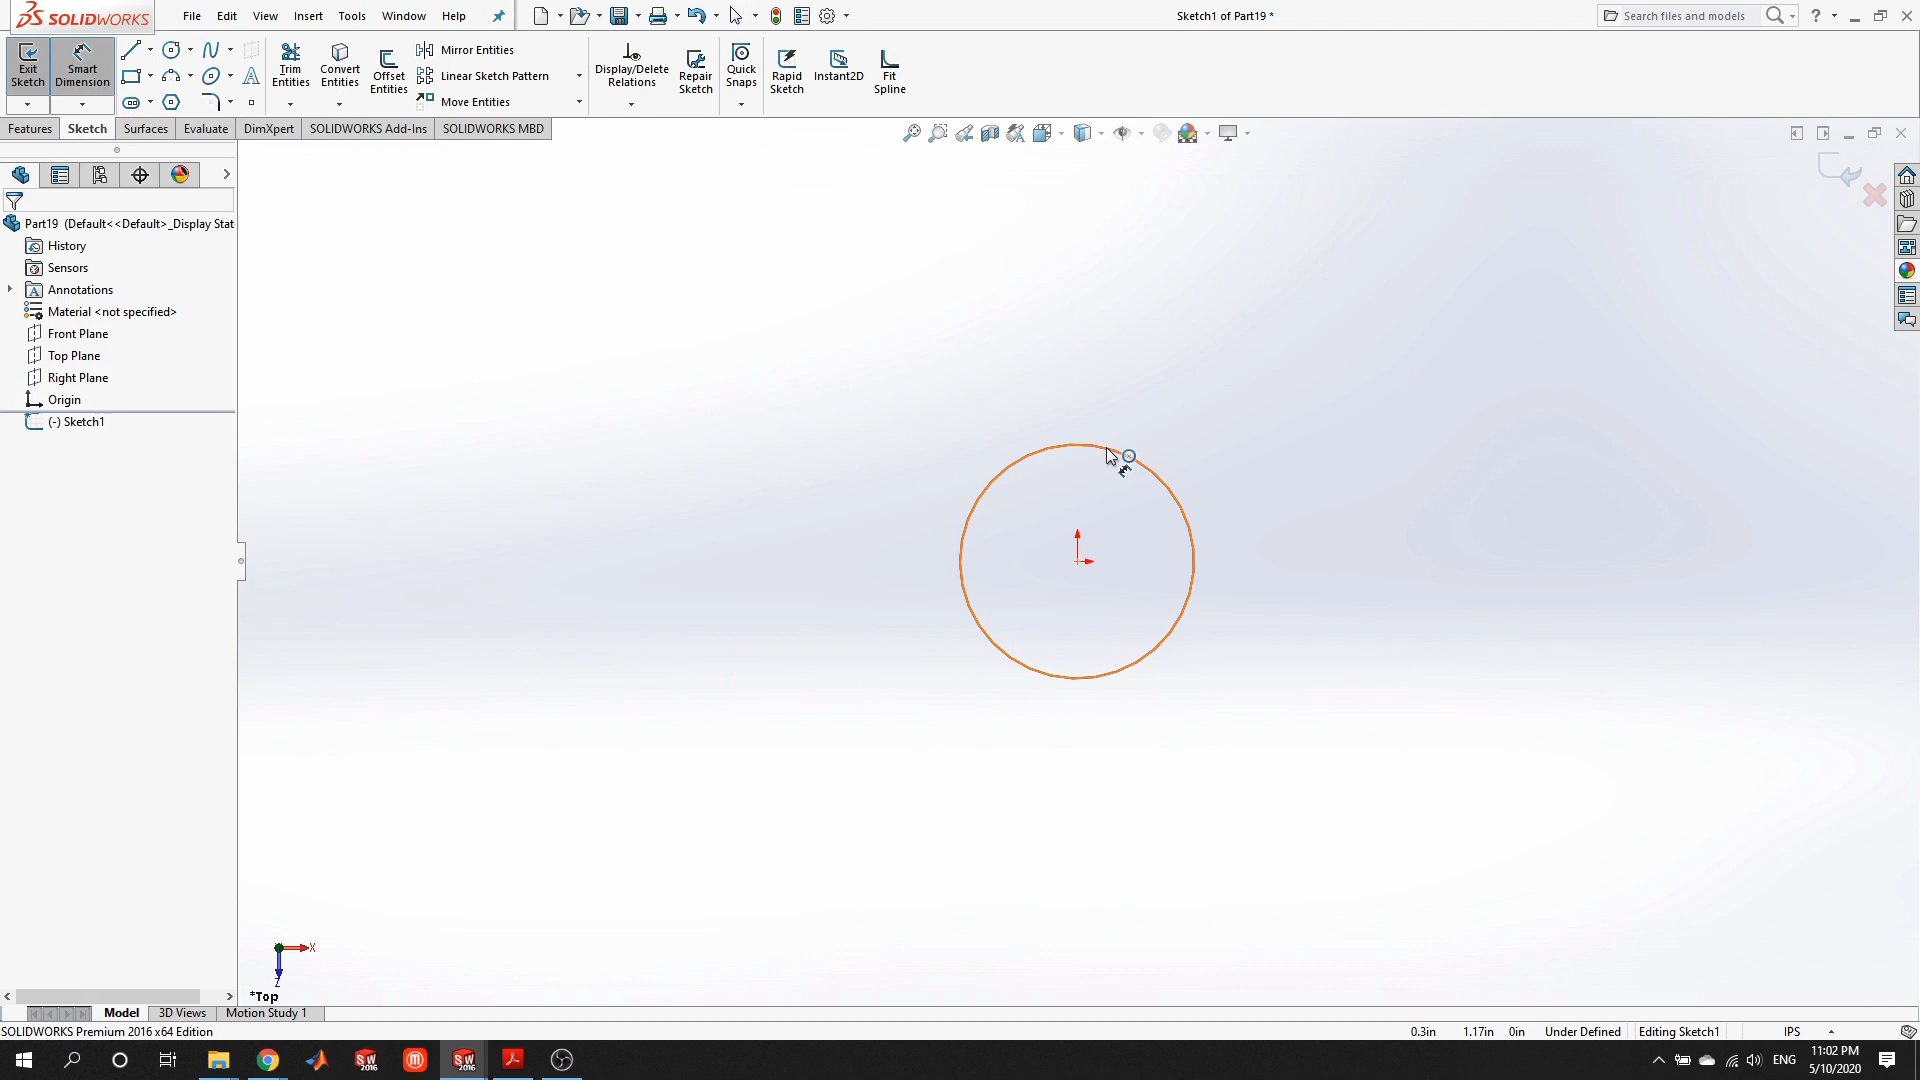 SOLIDWORKS
File Edit View Insert Tools Window Help
Sketch1 of Part19 *
Search files and models
Exit Sketch
Smart Dimension
Trim Entities
Convert Entities
Offset Entities
Mirror Entities
Linear Sketch Pattern
Move Entities
Display/Delete Relations
Repair Sketch
Quick Snaps
Rapid Sketch
Instant2D
Fit Spline
Features Sketch Surfaces Evaluate DimXpert SOLIDWORKS Add-Ins SOLIDWORKS MBD
Part19 (Default<<Default>_Display Stat
History
Sensors
Annotations
Material <not specified>
Front Plane
Top Plane
Right Plane
Origin
(-) Sketch1
X
Z
*Top
Model 3D Views Motion Study 1
SOLIDWORKS Premium 2016 x64 Edition
0.3in 1.17in 0in Under Defined Editing Sketch1 IPS
SW 2016
SW 2016
ENG
11:02 PM
5/10/2020